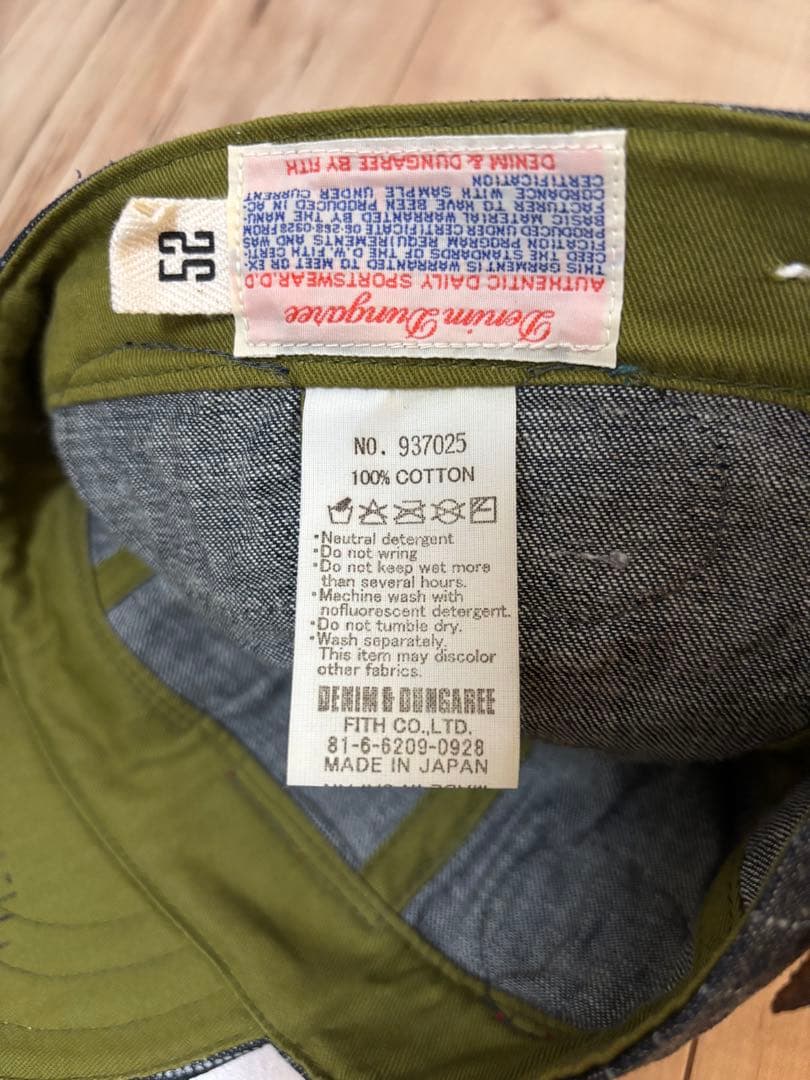 52
Denim Dungaree
AUTHENTIC DAILY SPORTSWEAR.D.D
THIS GARMENT IS WARRANTED TO MEET OR EX-
CEED THE STANDARDS OF THE D.W. FITH CERTI-
FICATION PROGRAM REQUIREMENTS AND WAS
PRODUCED UNDER CERTIFICATE 06-268-0928 FROM
BASIC MATERIAL WARRANTED BY THE MANU-
FACTURER TO HAVE BEEN PRODUCED IN AC-
CORDANCE WITH SAMPLE UNDER CURRENT
CERTIFICATION
DENIM & DUNGAREE BY FITH
NO. 937025
100% COTTON
•Neutral detergent
•Do not wring
•Do not keep wet more
than several hours.
•Machine wash with
nofluorescent detergent.
•Do not tumble dry.
•Wash separately.
This item may discolor
other fabrics.
DENIM & DUNGAREE
FITH CO.,LTD.
81-6-6209-0928
MADE IN JAPAN